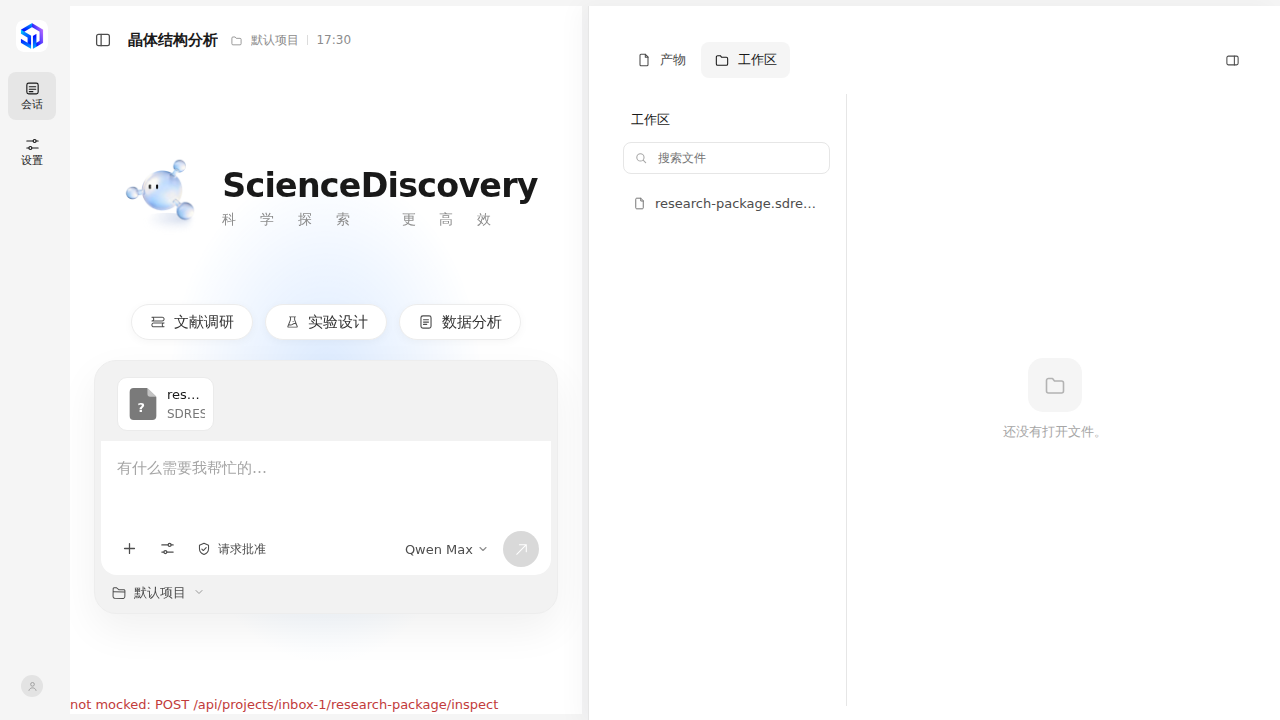 会话
设置
晶体结构分析 默认项目 17:30
ScienceDiscovery
科 学 探 索 更 高 效
文献调研 实验设计 数据分析
?
res...
SDRES
有什么需要我帮忙的...
请求批准 Qwen Max
默认项目
not mocked: POST /api/projects/inbox-1/research-package/inspect
产物 工作区
工作区
搜索文件
research-package.sdre...
还没有打开文件。